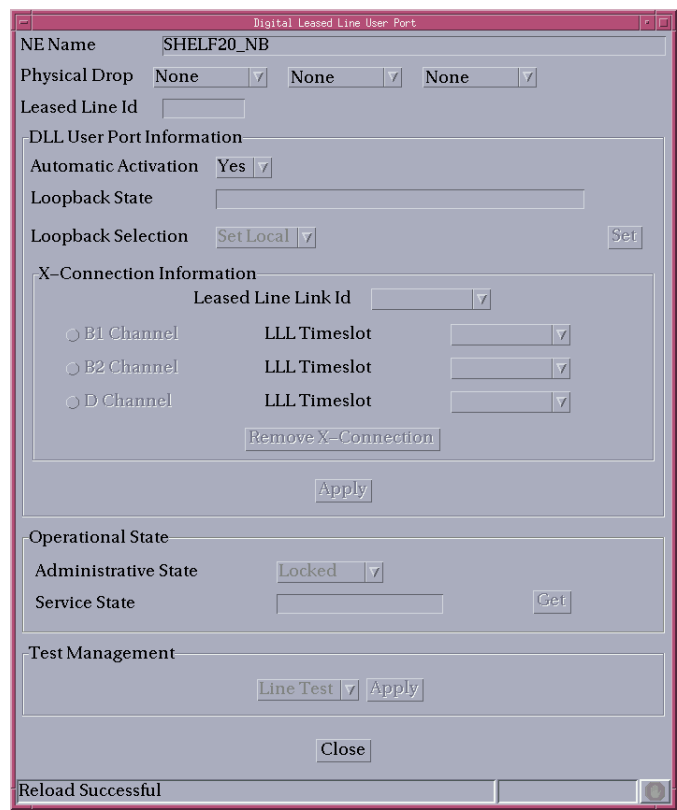 Digital Leased Line User Port
NE Name SHELF20_NB
Physical Drop None None None
Leased Line Id
DLL User Port Information
Automatic Activation Yes
Loopback State
Loopback Selection Set Local Set
X–Connection Information
Leased Line Link Id
B1 Channel LLL Timeslot
B2 Channel LLL Timeslot
D Channel LLL Timeslot
Remove X–Connection
Apply
Operational State
Administrative State Locked
Service State Get
Test Management
Line Test Apply
Close
Reload Successful